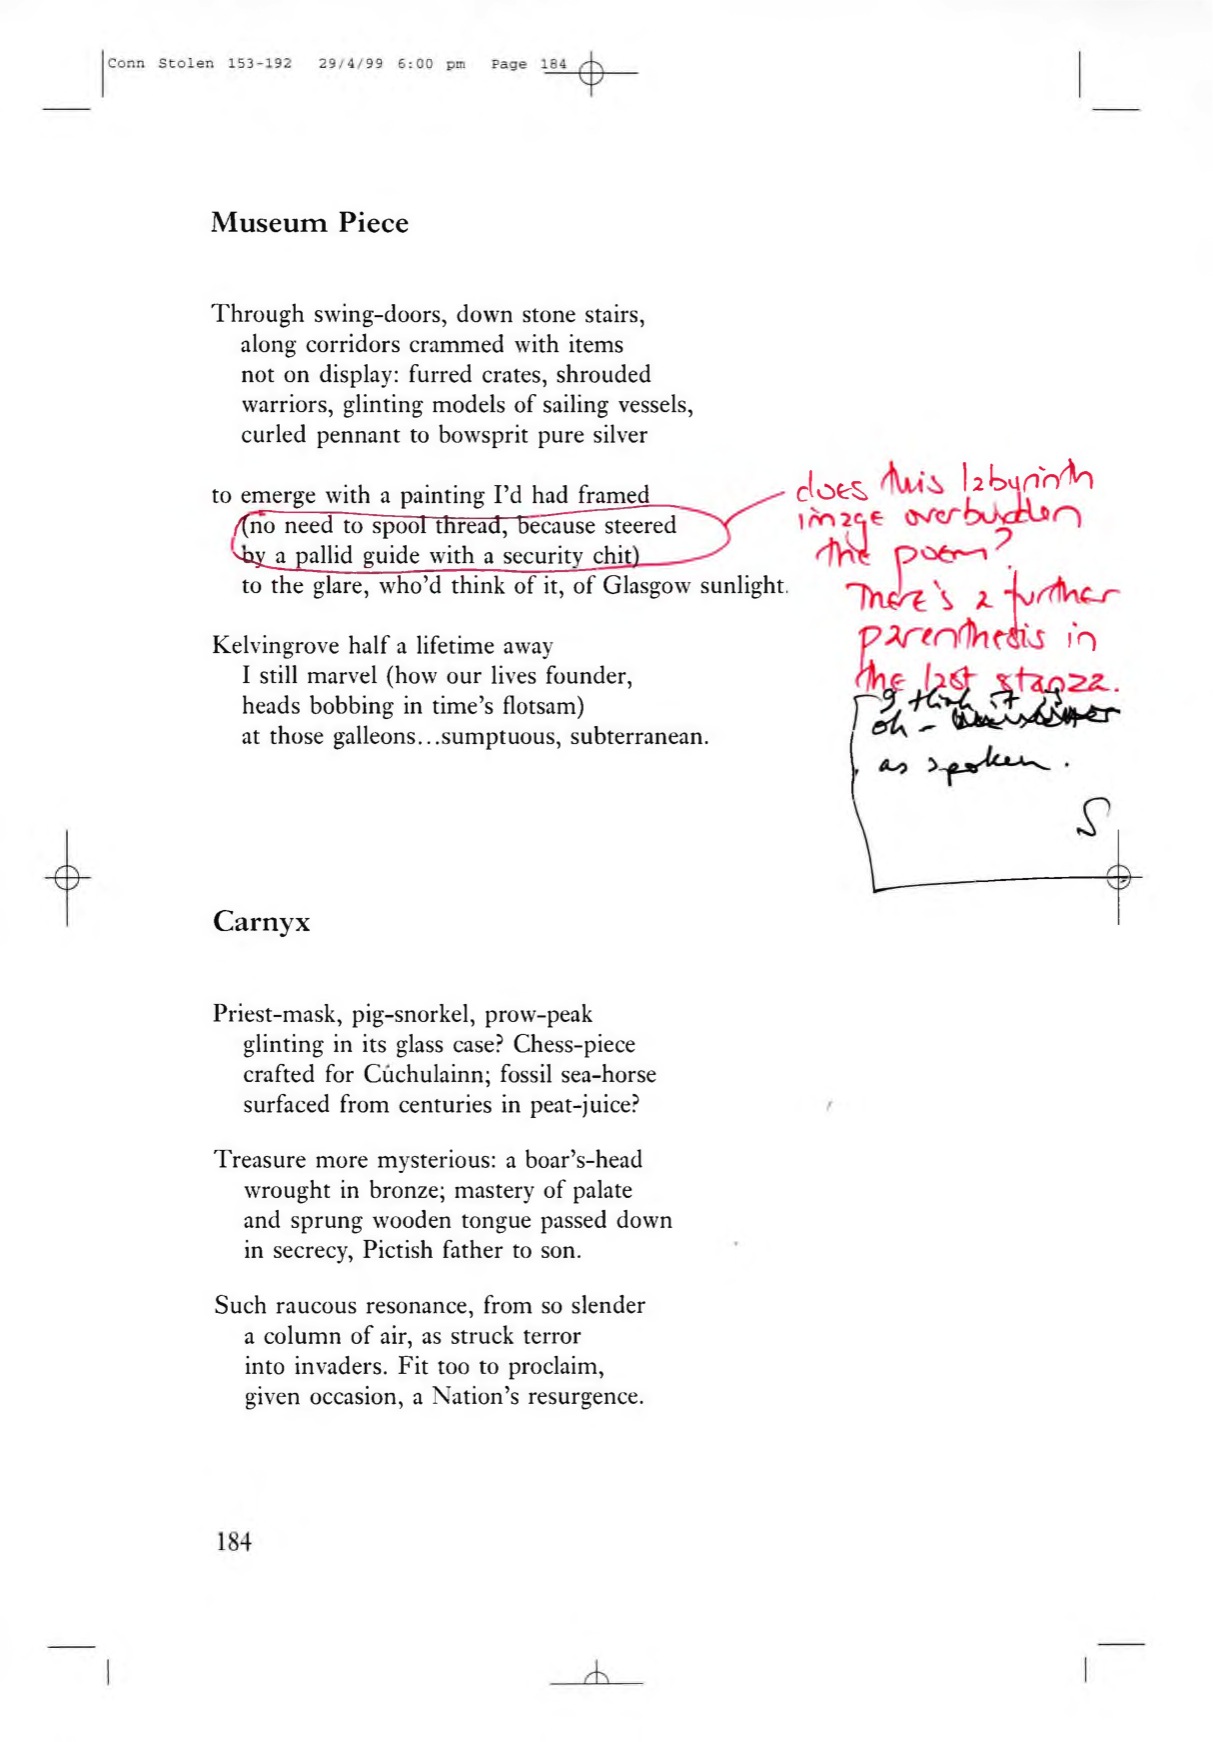 Conn Stolen 153-192 29/4/99 6:00 pm Page 184
Museum Piece
Through swing-doors, down stone stairs,
along corridors crammed with items
not on display: furred crates, shrouded
warriors, glinting models of sailing vessels,
curled pennant to bowsprit pure silver
to emerge with a painting I'd had framed
(no need to spool thread, because steered
by a pallid guide with a security chit)
to the glare, who'd think of it, of Glasgow sunlight.
does this labyrinth
image overburden
the poem?
There's a further
parenthesis in
the last stanza.
Kelvingrove half a lifetime away
I still marvel (how our lives founder,
heads bobbing in time's flotsam)
at those galleons...sumptuous, subterranean.
I think it is
oh -
as spoken.
S
Carnyx
Priest-mask, pig-snorkel, prow-peak
glinting in its glass case? Chess-piece
crafted for Cúchulainn; fossil sea-horse
surfaced from centuries in peat-juice?
Treasure more mysterious: a boar's-head
wrought in bronze; mastery of palate
and sprung wooden tongue passed down
in secrecy, Pictish father to son.
Such raucous resonance, from so slender
a column of air, as struck terror
into invaders. Fit too to proclaim,
given occasion, a Nation's resurgence.
184